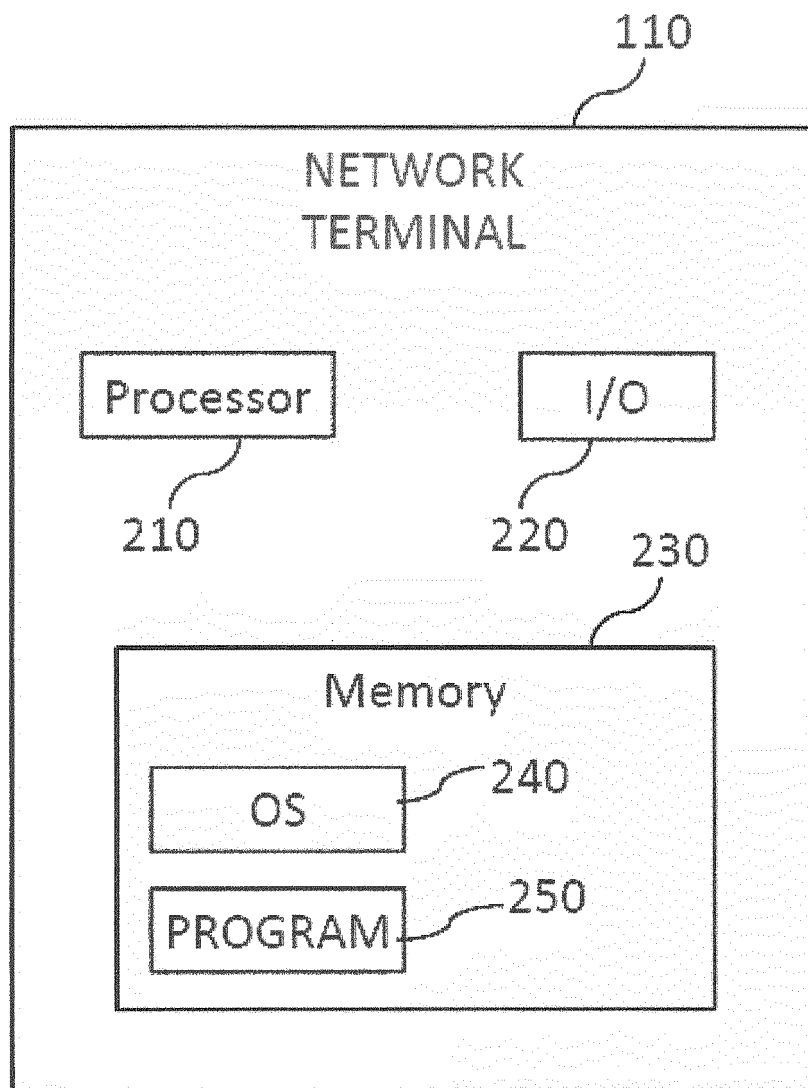 110
NETWORK
TERMINAL
Processor
I/O
210
220
230
Memory
OS
240
PROGRAM
250